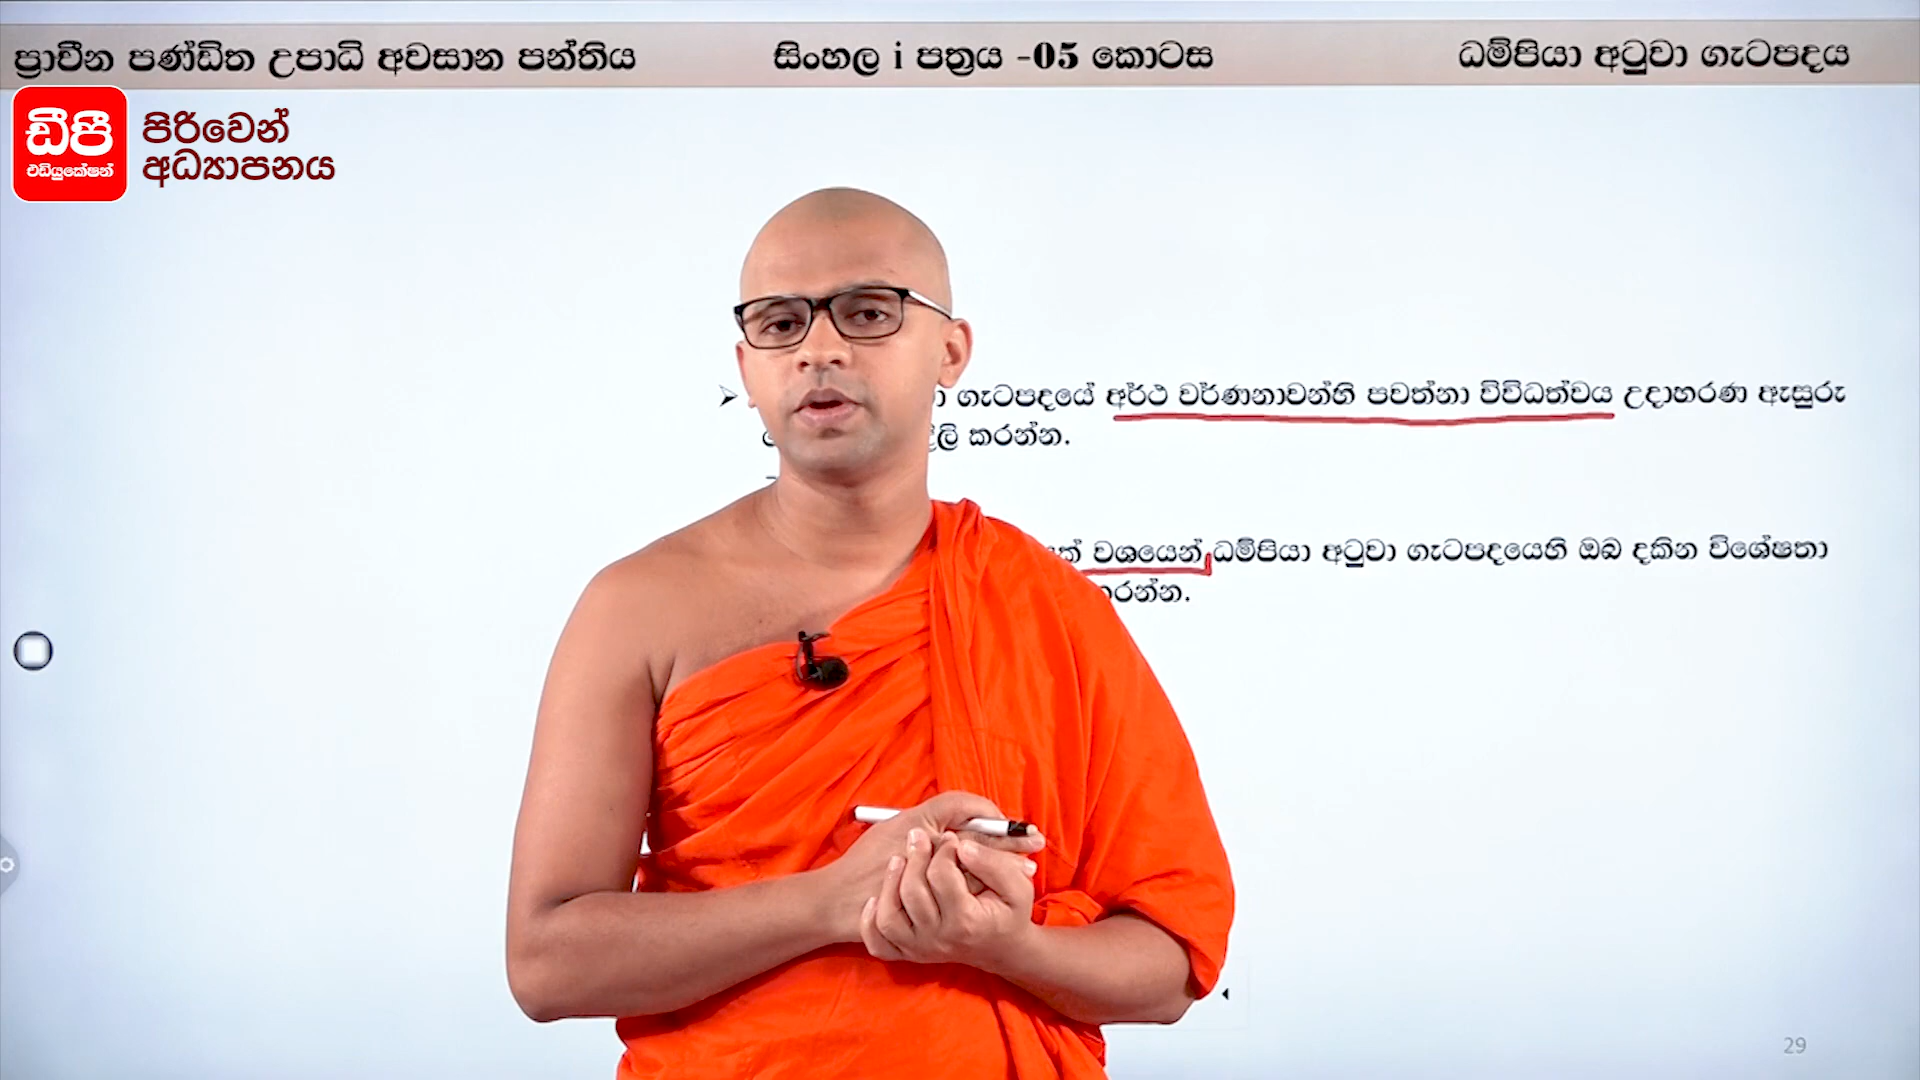 ප්‍රාචීන පණ්ඩිත උපාධි අවසාන පන්තිය සිංහල i පත්‍රය -05 කොටස ධම්පියා අටුවා ගැටපදය
ඩීපී
එඩියුකේෂන්
පිරිවෙන්
අධ්‍යාපනය
ගැටපදයේ අර්ථ වර්ණනාවන්හි පවත්නා විවිධත්වය උදාහරණ ඇසුරු
කරන්න.
වශයෙන් ධම්පියා අටුවා ගැටපදයෙහි ඔබ දකින විශේෂතා
29